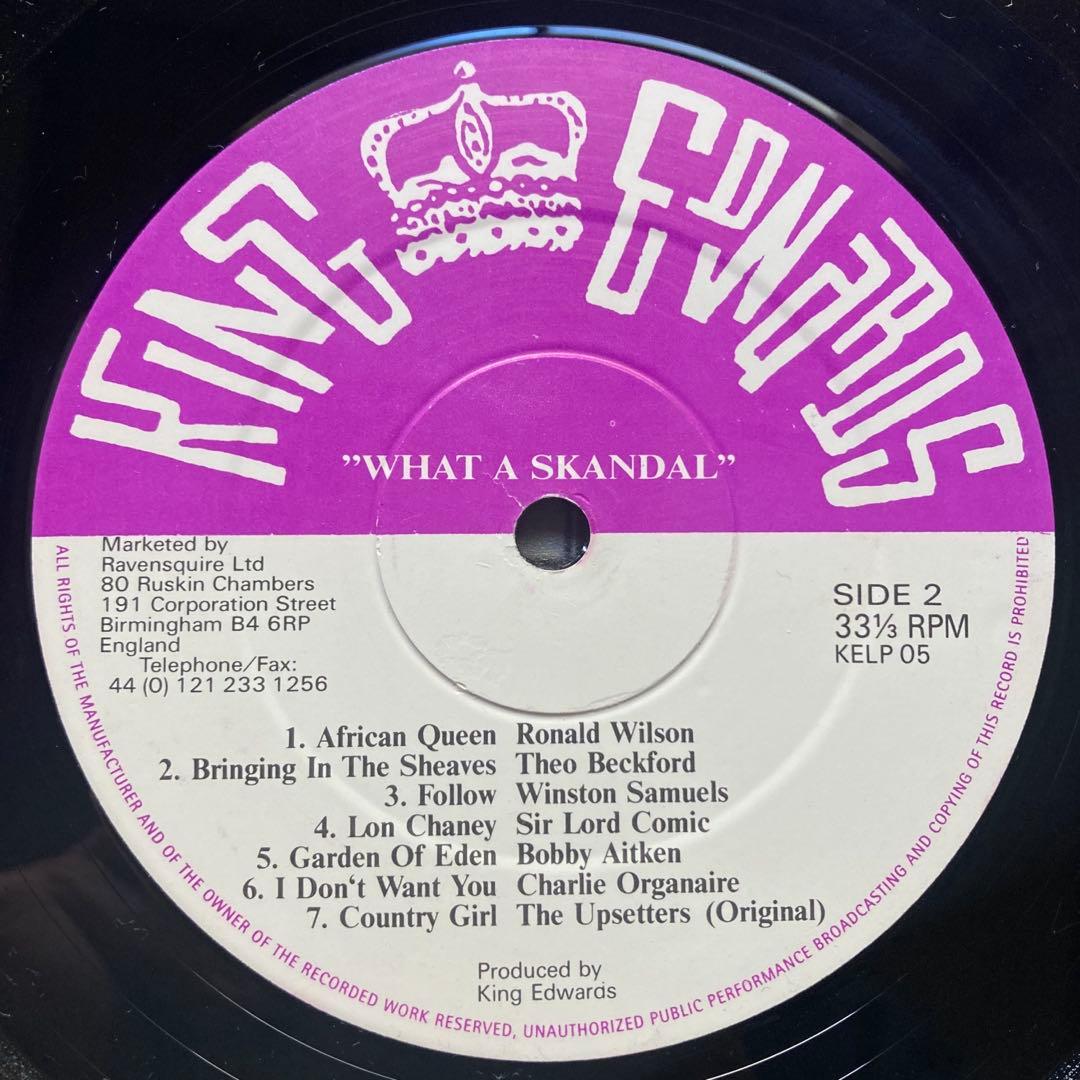 KING EDWARDS
”WHAT A SKANDAL”
Marketed by
Ravensquire Ltd
80 Ruskin Chambers
191 Corporation Street
Birmingham B4 6RP
England
Telephone/Fax:
44 (0) 121 233 1256
SIDE 2
33⅓ RPM
KELP 05
1. African Queen Ronald Wilson
2. Bringing In The Sheaves Theo Beckford
3. Follow Winston Samuels
4. Lon Chaney Sir Lord Comic
5. Garden Of Eden Bobby Aitken
6. I Don‘t Want You Charlie Organaire
7. Country Girl The Upsetters (Original)
Produced by
King Edwards
ALL RIGHTS OF THE MANUFACTURER AND OF THE OWNER OF THE RECORDED WORK RESERVED, UNAUTHORIZED PUBLIC PERFORMANCE BROADCASTING AND COPYING OF THIS RECORD IS PROHIBITED